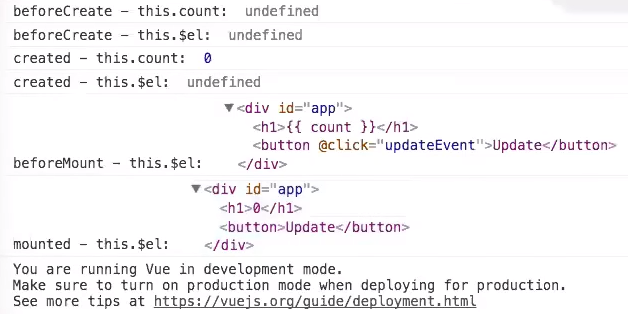 beforeCreate - this.count:  undefined
beforeCreate - this.$el:  undefined
created - this.count:  0
created - this.$el:  undefined
▼<div id="app">
<h1>{{ count }}</h1>
<button @click="updateEvent">Update</button>
beforeMount - this.$el:  </div>
▼<div id="app">
<h1>0</h1>
<button>Update</button>
mounted - this.$el:  </div>
You are running Vue in development mode.
Make sure to turn on production mode when deploying for production.
See more tips at https://vuejs.org/guide/deployment.html